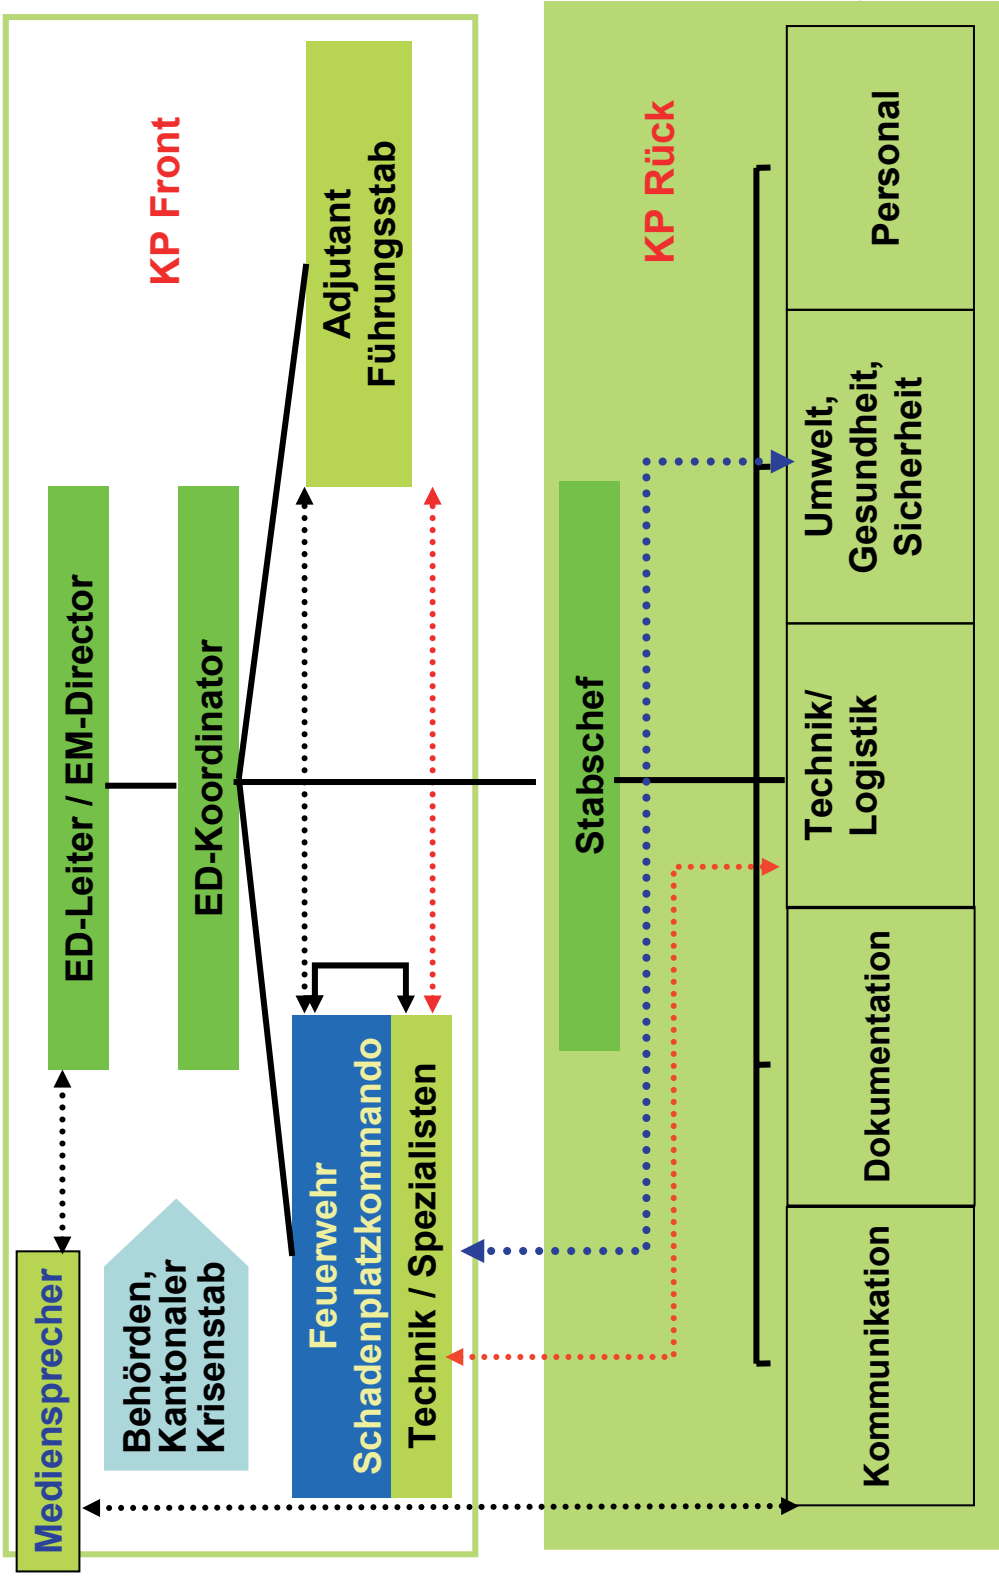 Mediensprecher
ED-Leiter / EM-Director
KP Front
Behörden,
Kantonaler
Krisenstab
ED-Koordinator
Feuerwehr
Schadenplatzkommando
Technik / Spezialisten
Adjutant
Führungsstab
KP Rück
Stabschef
Kommunikation
Dokumentation
Technik/
Logistik
Umwelt,
Gesundheit,
Sicherheit
Personal